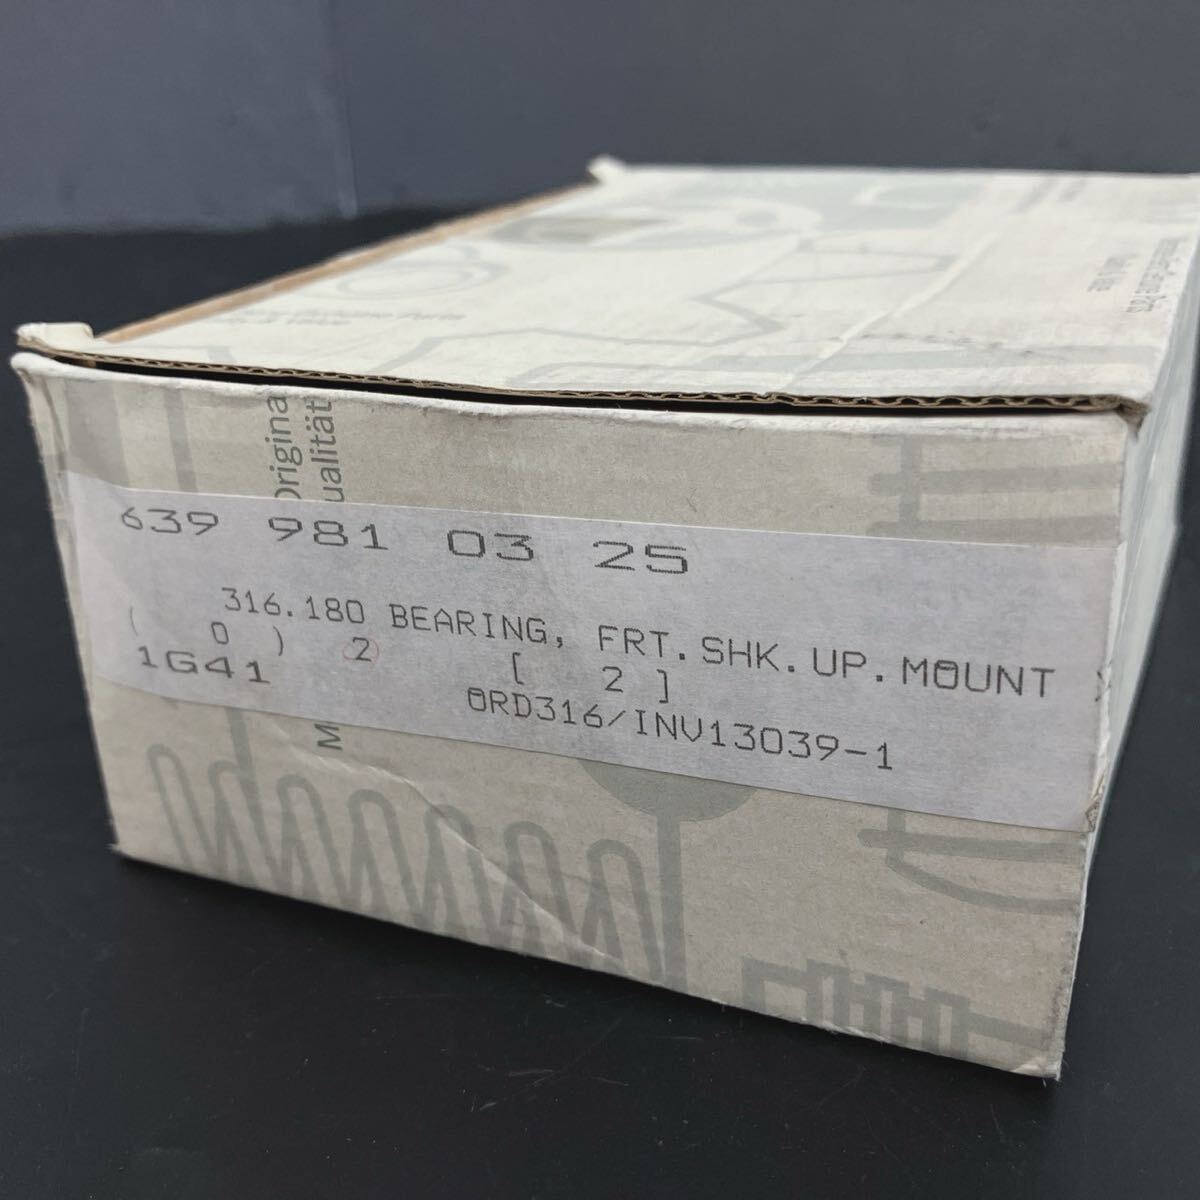 Origina
ualität
639 981 03 25
316.180 BEARING, FRT.SHK.UP.MOUNT
( 0 ) 2 [ 2 ]
1G41
ORD316/INV13039-1
M